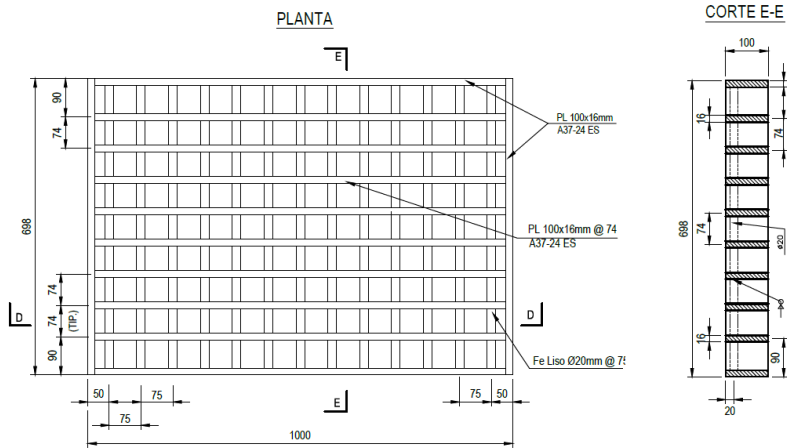 PLANTA
CORTE E-E
E
100
90
74
698
PL 100x16mm
A37-24 ES
16
74
PL 100x16mm @ 74
A37-24 ES
698
74
ø20
74
74
(TIP.)
D
D
90
Fe Liso Ø20mm @ 75
16
90
50
75
75
50
75
E
20
1000